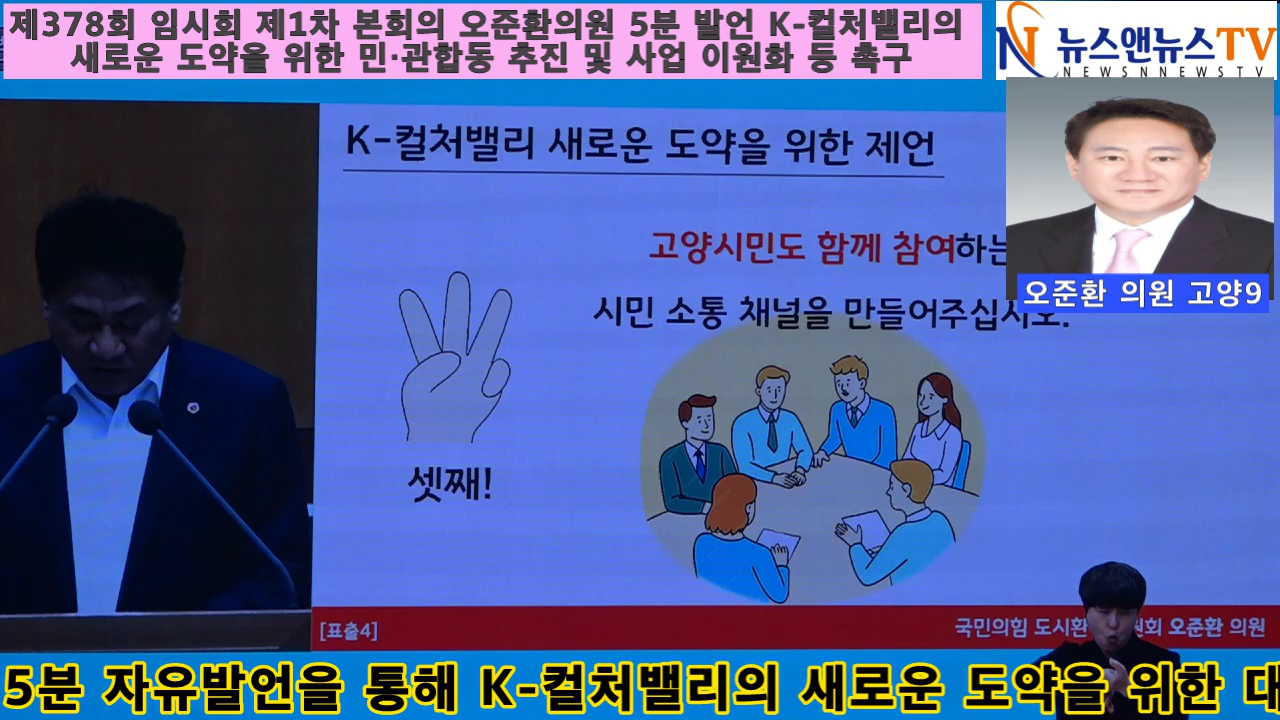 제378회 임시회 제1차 본회의 오준환의원 5분 발언 K-컬처밸리의
새로운 도약을 위한 민·관합동 추진 및 사업 이원화 등 촉구
뉴스앤뉴스TV
NEWSNNEWSTV
K-컬처밸리 새로운 도약을 위한 제언
고양시민도 함께 참여하는
시민 소통 채널을 만들어주십시오.
오준환 의원 고양9
셋째!
[표출4]
국민의힘 도시환 원회 오준환 의원
5분 자유발언을 통해 K-컬처밸리의 새로운 도약을 위한 대